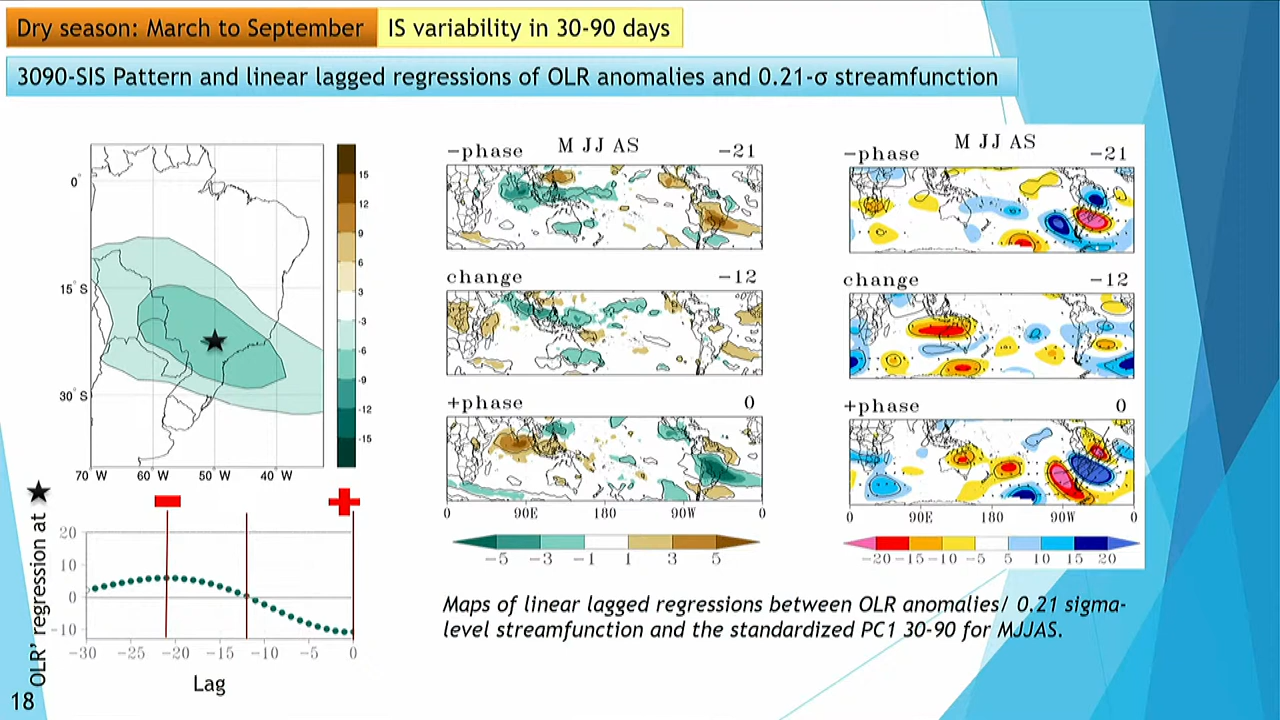 Dry season: March to September
IS variability in 30-90 days
3090-SIS Pattern and linear lagged regressions of OLR anomalies and 0.21-σ streamfunction
0°
15° S
30° S
70 W
60 W
50 W
40 W
15
12
9
6
3
-3
-6
-9
-12
-15
−phase
M JJ AS
−21
change
−12
+phase
0
0
90E
180
90W
0
−5
−3
−1
1
3
5
−phase
M JJ AS
−21
change
−12
+phase
0
0
90E
180
90W
0
−20
−15
−10
−5
5
10
15
20
OLR' regression at
20
10
0
−10
−30
−25
−20
−15
−10
−5
0
Lag
Maps of linear lagged regressions between OLR anomalies/ 0.21 sigma-
level streamfunction and the standardized PC1 30-90 for MJJAS.
18